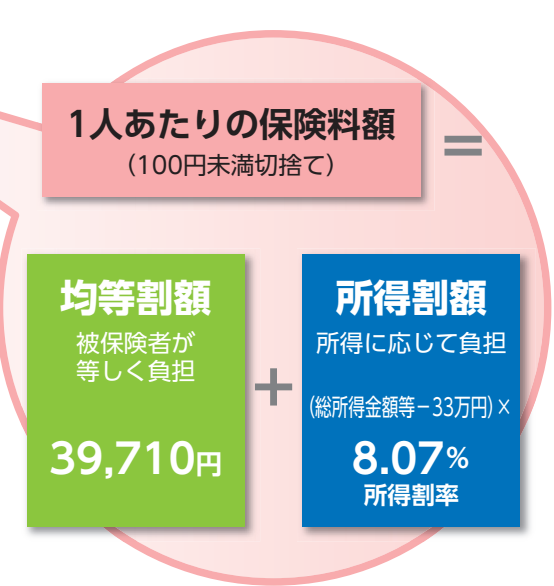 1人あたりの保険料額
（100円未満切捨て）
=
均等割額
被保険者が
等しく負担
39,710円
+
所得割額
所得に応じて負担
(総所得金額等－33万円)×
8.07%
所得割率